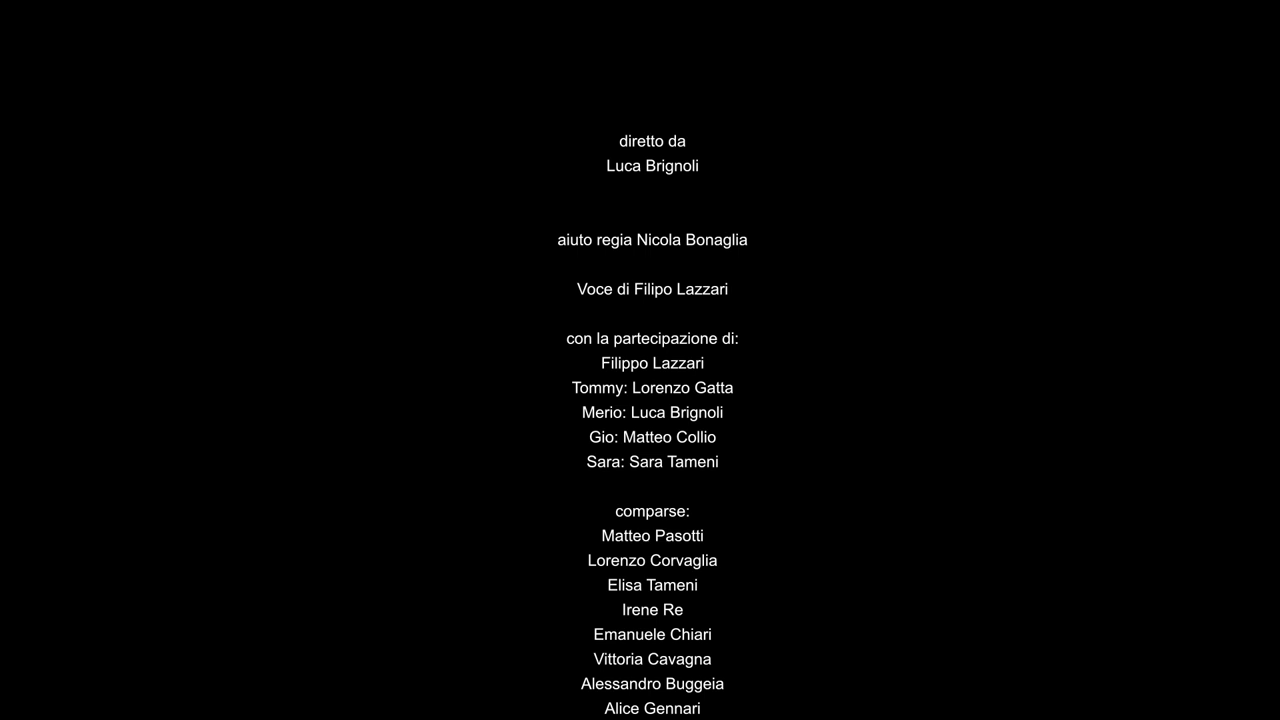 diretto da
Luca Brignoli
aiuto regia Nicola Bonaglia
Voce di Filipo Lazzari
con la partecipazione di:
Filippo Lazzari
Tommy: Lorenzo Gatta
Merio: Luca Brignoli
Gio: Matteo Collio
Sara: Sara Tameni
comparse:
Matteo Pasotti
Lorenzo Corvaglia
Elisa Tameni
Irene Re
Emanuele Chiari
Vittoria Cavagna
Alessandro Buggeia
Alice Gennari